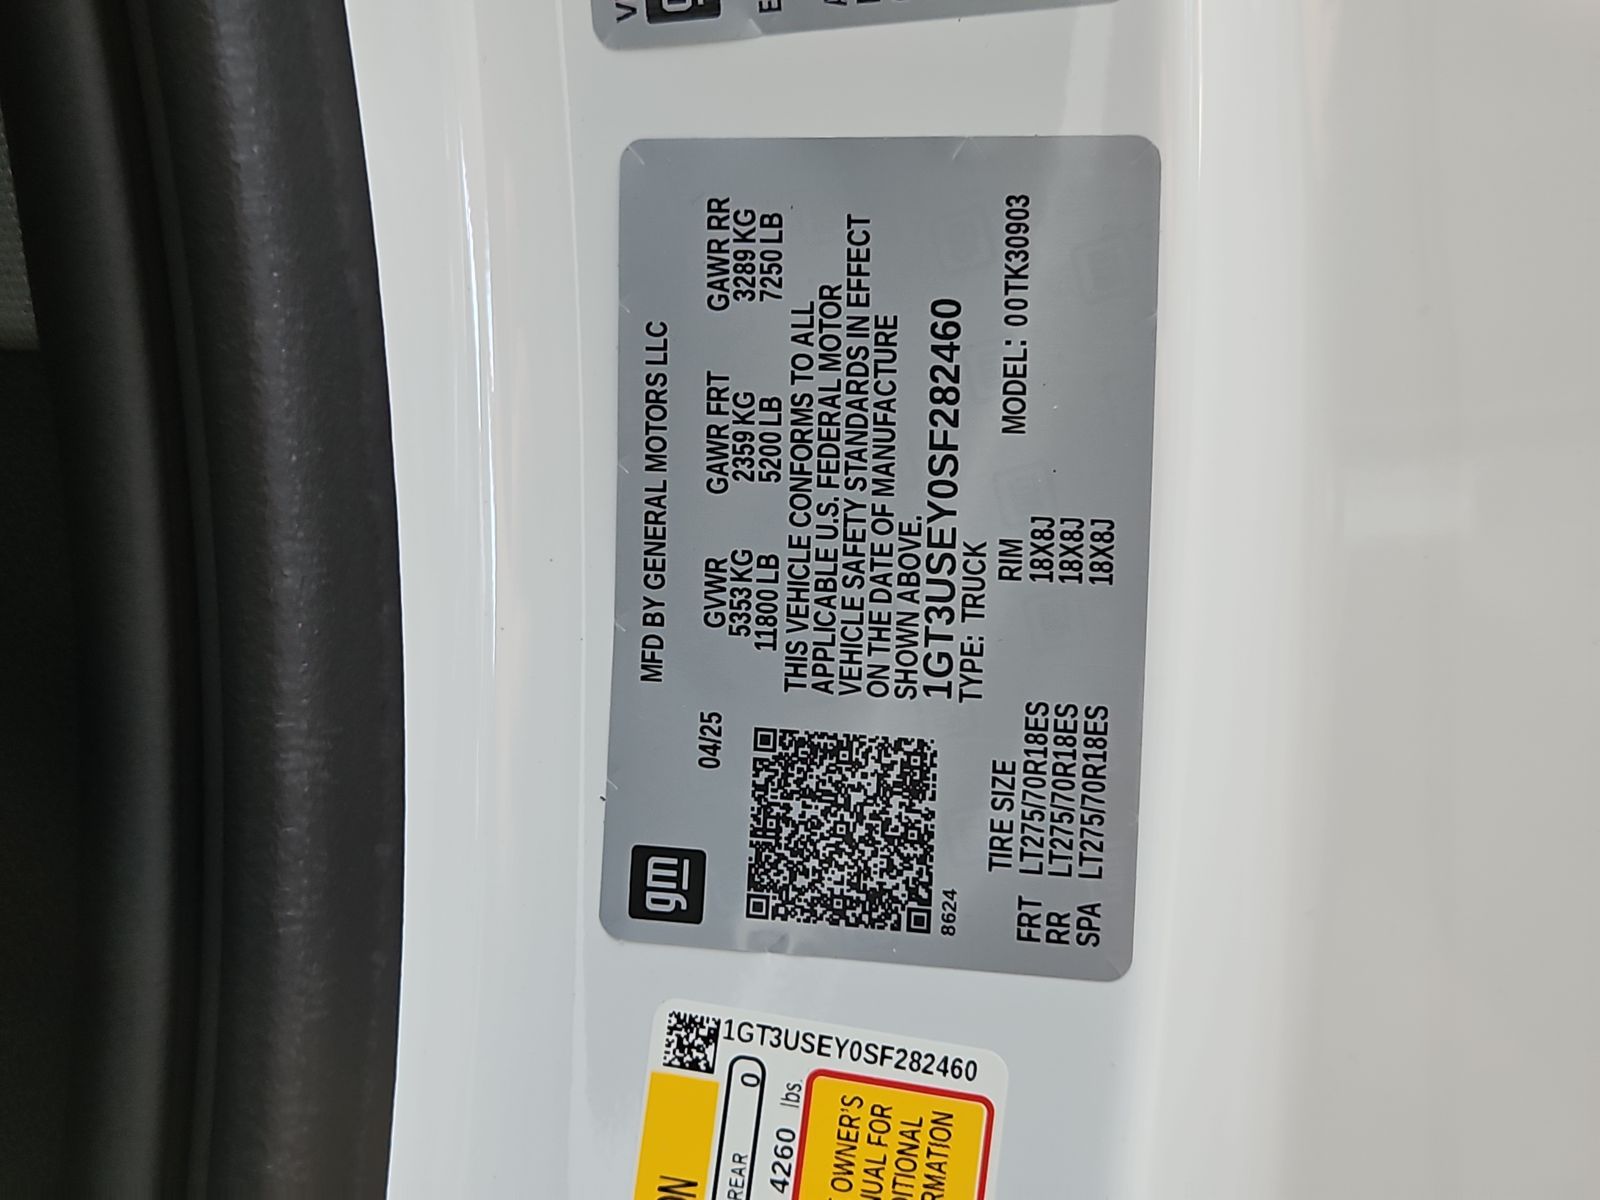 gm
MFD BY GENERAL MOTORS LLC
04/25
GVWR GAWR FRT GAWR RR
5353 KG 2359 KG 3289 KG
11800 LB 5200 LB 7250 LB
THIS VEHICLE CONFORMS TO ALL
APPLICABLE U.S. FEDERAL MOTOR
VEHICLE SAFETY STANDARDS IN EFFECT
ON THE DATE OF MANUFACTURE
SHOWN ABOVE.
1GT3USEY0SF282460
TYPE: TRUCK
8624
TIRE SIZE RIM MODEL: 00TK30903
FRT LT275/70R18ES 18X8J
RR LT275/70R18ES 18X8J
SPA LT275/70R18ES 18X8J
1GT3USEY0SF282460
REAR 0
4260 lbs.
OWNER'S
FOR